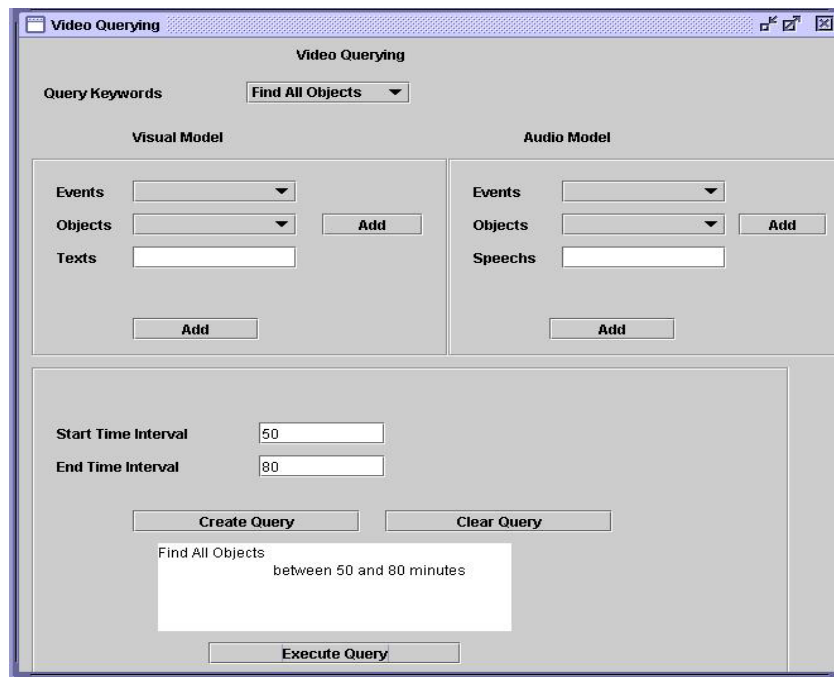 Video Querying
Video Querying
Query Keywords Find All Objects
Visual Model Audio Model
Events Events
Objects Add Objects Add
Texts Speechs
Add Add
Start Time Interval 50
End Time Interval 80
Create Query Clear Query
Find All Objects
between 50 and 80 minutes
Execute Query